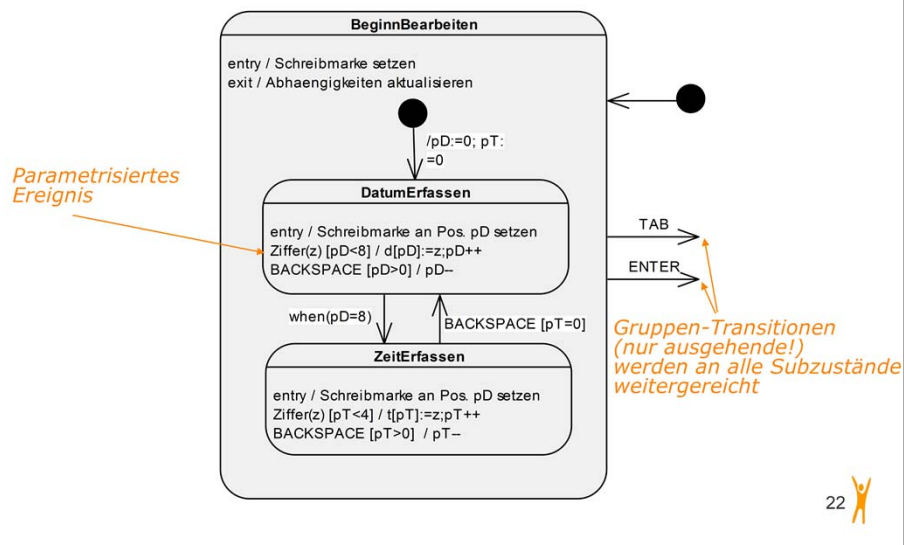 BeginnBearbeiten
entry / Schreibmarke setzen
exit / Abhaengigkeiten aktualisieren
/pD:=0; pT:
=0
Parametrisiertes
Ereignis
DatumErfassen
entry / Schreibmarke an Pos. pD setzen
Ziffer(z) [pD<8] / d[pD]:=z;pD++
BACKSPACE [pD>0] / pD--
TAB
ENTER
when(pD=8)
BACKSPACE [pT=0]
Gruppen-Transitionen
(nur ausgehende!)
werden an alle Subzustände
weitergereicht
ZeitErfassen
entry / Schreibmarke an Pos. pD setzen
Ziffer(z) [pT<4] / t[pT]:=z;pT++
BACKSPACE [pT>0] / pT--
22